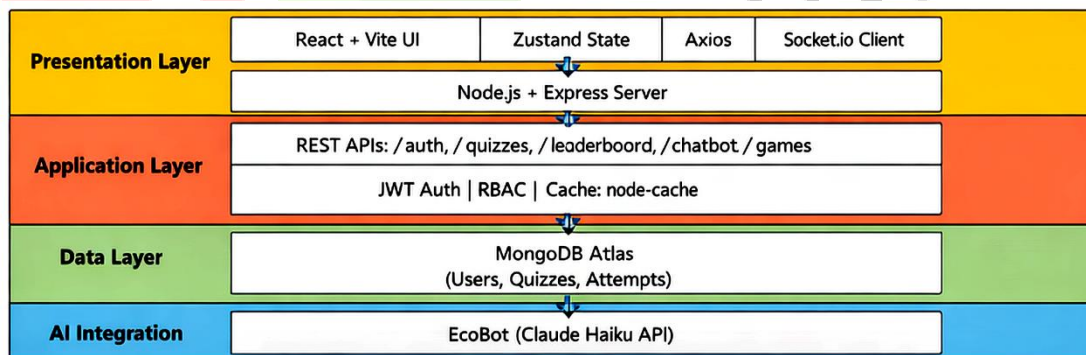 Presentation Layer
React + Vite UI
Zustand State
Axios
Socket.io Client
Node.js + Express Server
Application Layer
REST APIs: /auth, /quizzes, /leaderboord, /chatbot / games
JWT Auth | RBAC | Cache: node-cache
Data Layer
MongoDB Atlas
(Users, Quizzes, Attempts)
AI Integration
EcoBot (Claude Haiku API)